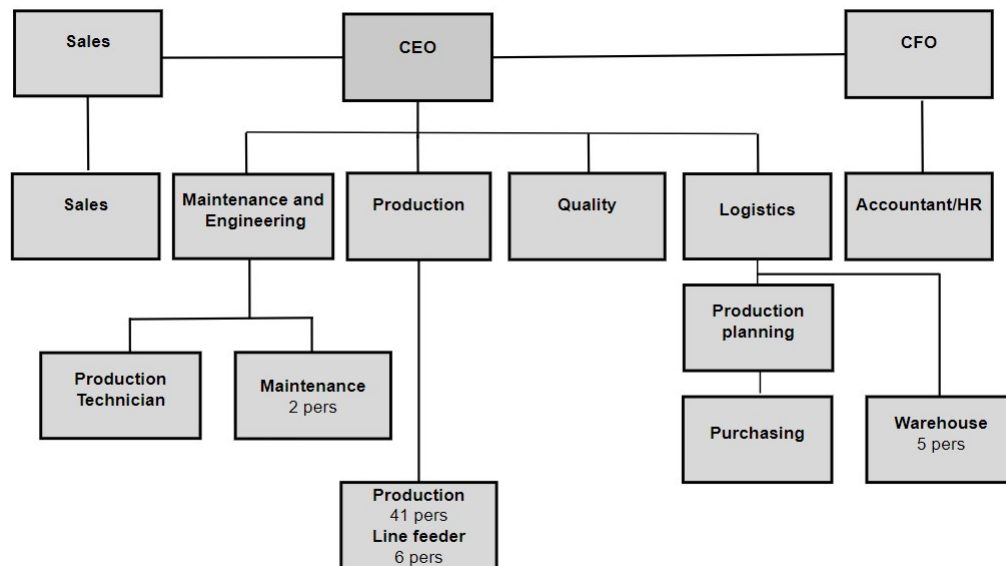 Sales
CEO
CFO
Sales
Maintenance and
Engineering
Production
Quality
Logistics
Accountant/HR
Production
planning
Production
Technician
Maintenance
2 pers
Purchasing
Warehouse
5 pers
Production
41 pers
Line feeder
6 pers